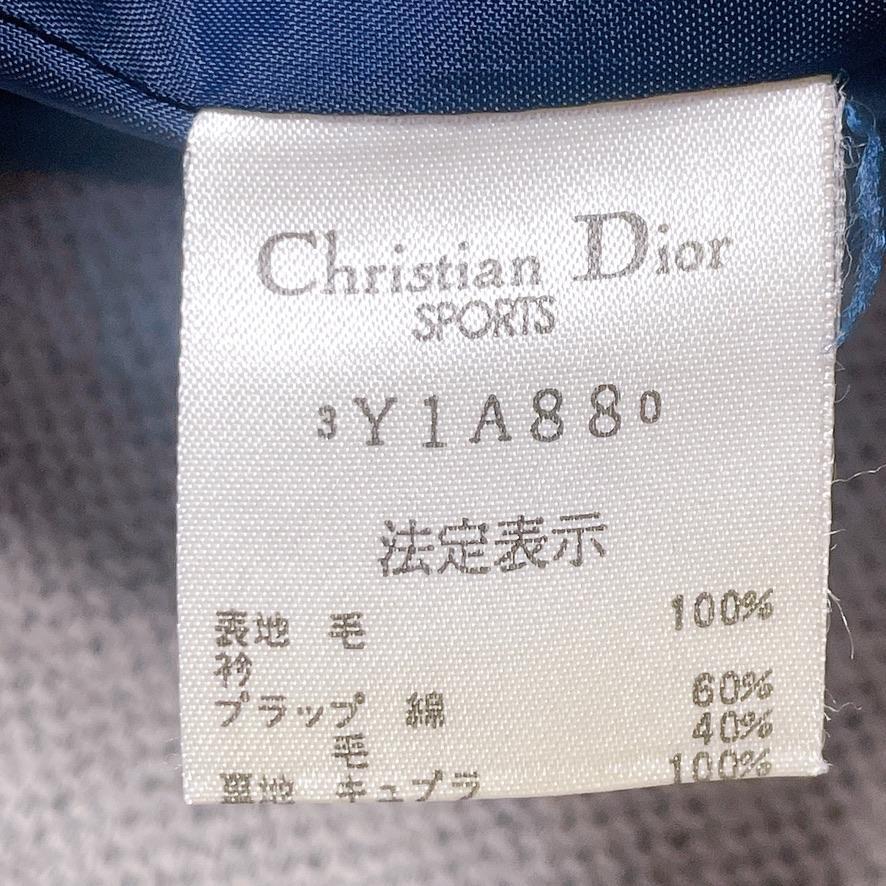 Christian Dior
SPORTS
3Y1A880
法定表示
表地 毛 100%
衿
プラップ 綿 60%
毛 40%
裏地 キュプラ 100%